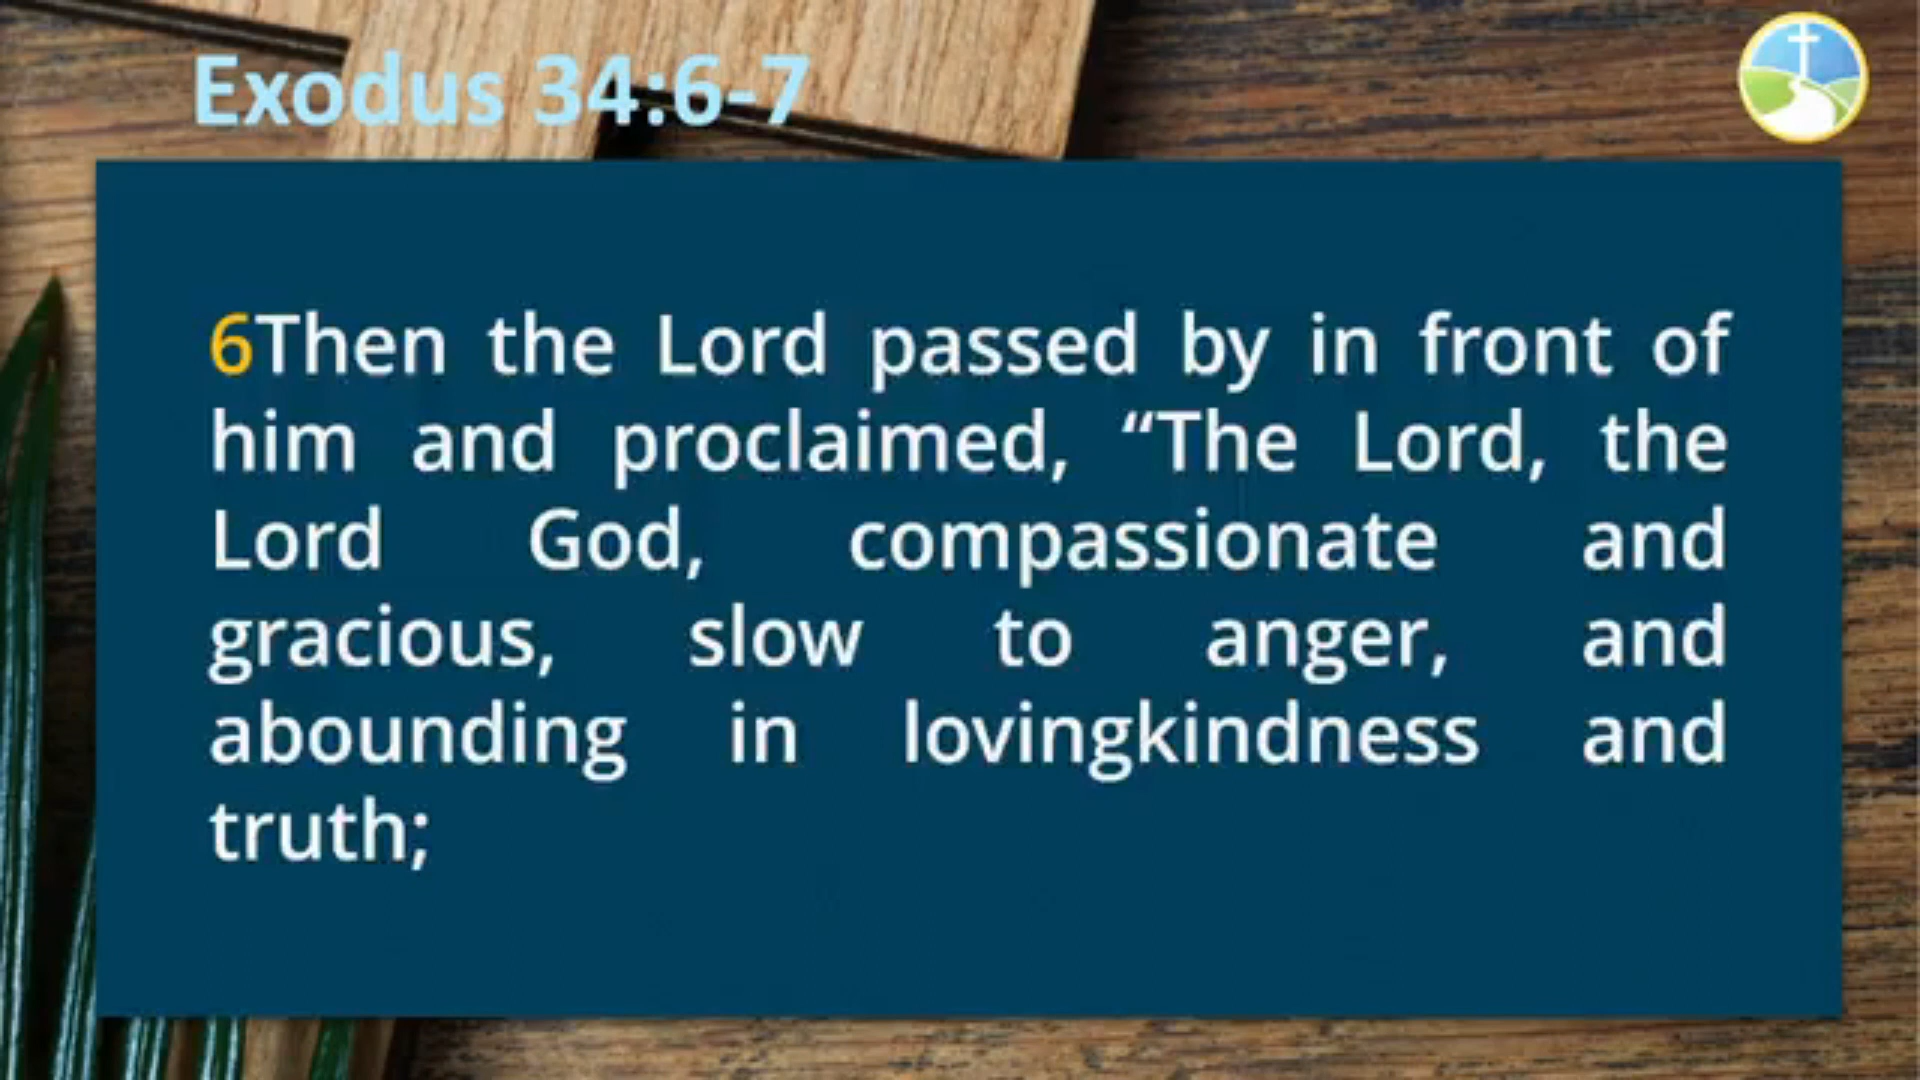 Exodus 34:6-7
6Then the Lord passed by in front of
him and proclaimed, “The Lord, the
Lord God, compassionate and
gracious, slow to anger, and
abounding in lovingkindness and
truth;